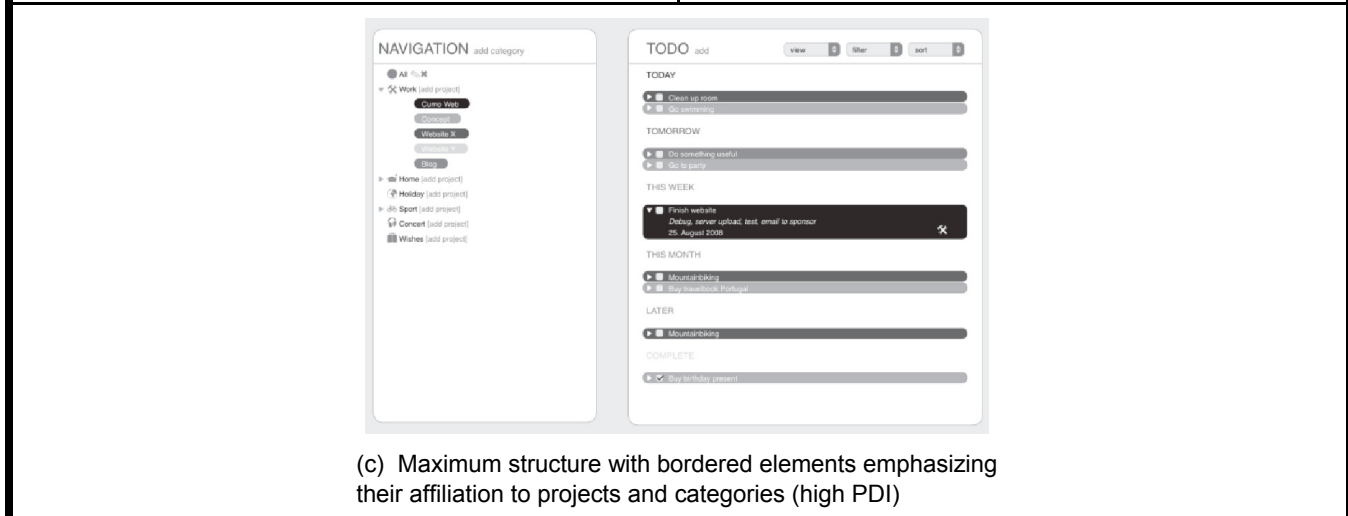 NAVIGATION add category
All
Work [add project]
Cumo Web
Concept
Website X
Website Y
Blog
Home [add project]
Holiday [add project]
Sport [add project]
Concert [add project]
Wishes [add project]
TODO add view filter sort
TODAY
Clean up room
Go swimming
TOMORROW
Do something useful
Go to party
THIS WEEK
Finish website
Debug, server upload, test, email to sponsor
25. August 2008
THIS MONTH
Mountainbiking
Buy travelbook Portugal
LATER
Mountainbiking
COMPLETE
Buy birthday present
(c) Maximum structure with bordered elements emphasizing
their affiliation to projects and categories (high PDI)